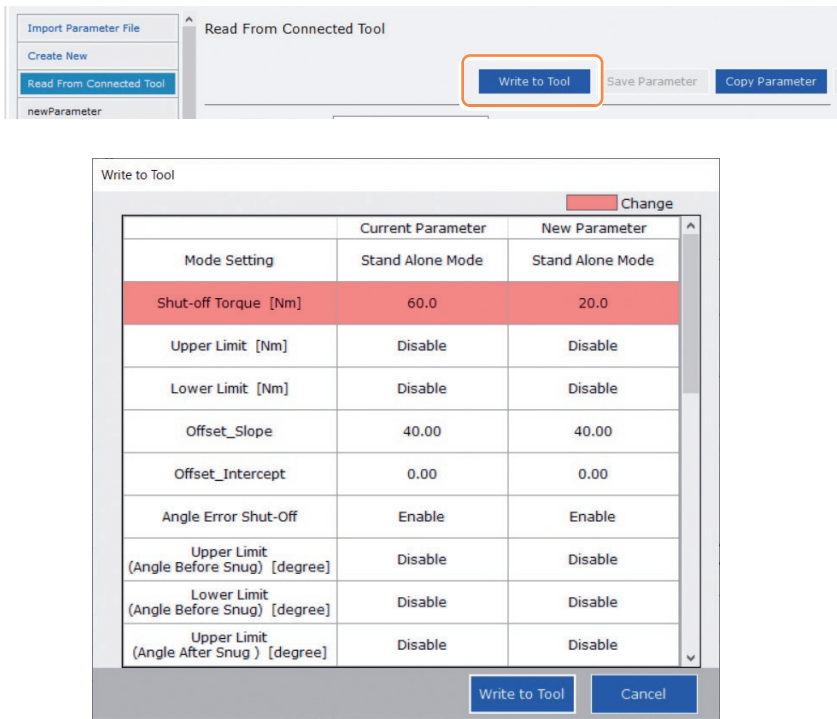 Import Parameter File
Read From Connected Tool
Create New
Read From Connected Tool
Write to Tool Save Parameter Copy Parameter
newParameter
Write to Tool
Change
Current Parameter New Parameter
Mode Setting Stand Alone Mode Stand Alone Mode
Shut-off Torque [Nm] 60.0 20.0
Upper Limit [Nm] Disable Disable
Lower Limit [Nm] Disable Disable
Offset_Slope 40.00 40.00
Offset_Intercept 0.00 0.00
Angle Error Shut-Off Enable Enable
Upper Limit
(Angle Before Snug) [degree] Disable Disable
Lower Limit
(Angle Before Snug) [degree] Disable Disable
Upper Limit
(Angle After Snug ) [degree] Disable Disable
Write to Tool Cancel